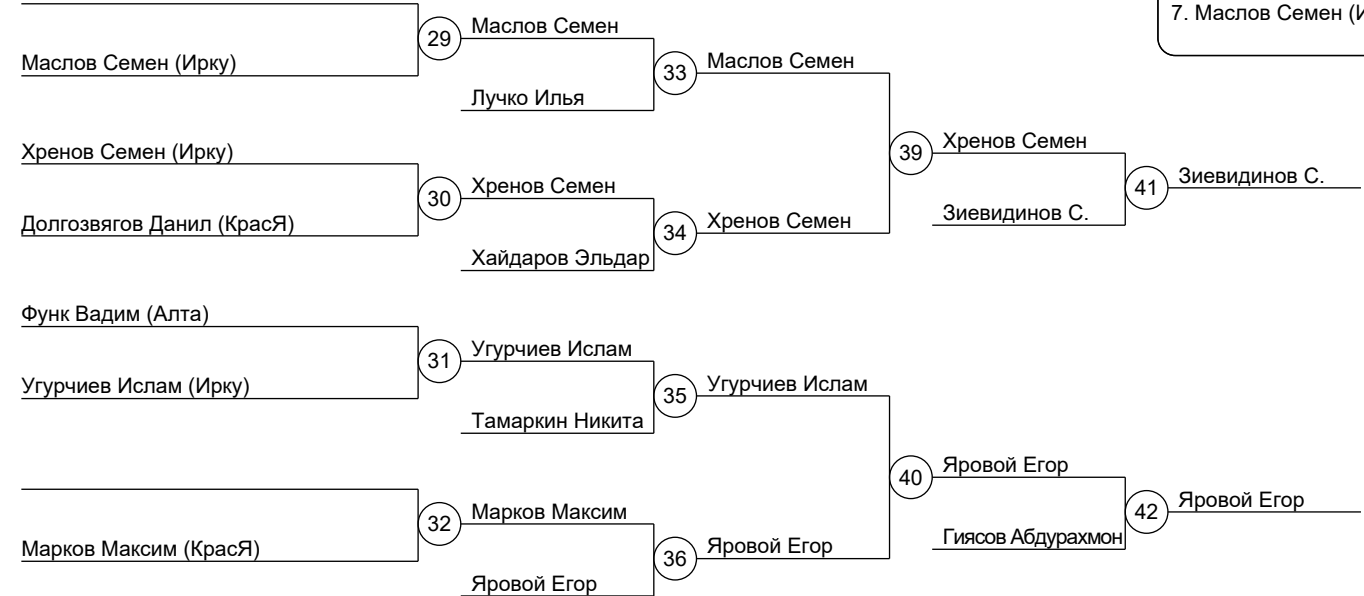 7. Маслов Семен (И
29
Маслов Семен
Маслов Семен (Ирку)
33
Маслов Семен
Лучко Илья
Хренов Семен (Ирку)
39
Хренов Семен
30
Хренов Семен
41
Зиевидинов С.
Долгозвягов Данил (КрасЯ)
34
Хренов Семен
Зиевидинов С.
Хайдаров Эльдар
Функ Вадим (Алта)
31
Угурчиев Ислам
Угурчиев Ислам (Ирку)
35
Угурчиев Ислам
Тамаркин Никита
40
Яровой Егор
32
Марков Максим
42
Яровой Егор
Марков Максим (КрасЯ)
36
Яровой Егор
Гиясов Абдурахмон
Яровой Егор